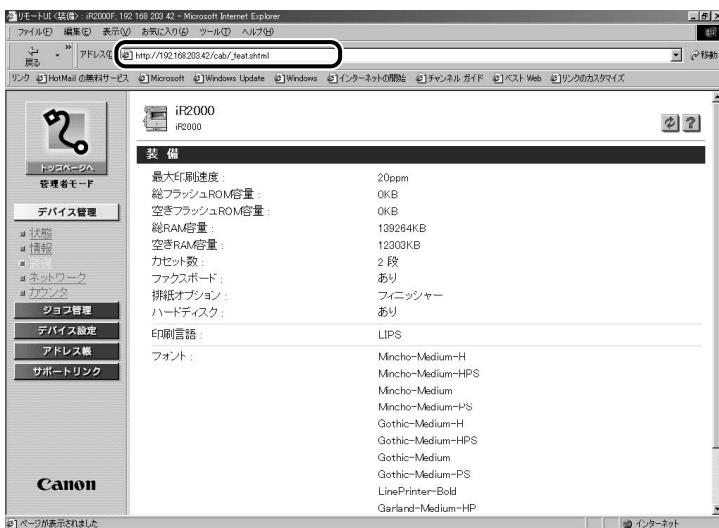 リモートUI <装備> : iR2000F; 192 168 203 42 - Microsoft Internet Explorer
ファイル(F) 編集(E) 表示(V) お気に入り(A) ツール(T) ヘルプ(H)
戻る
アドレス(D) http://192.168.203.42/cab/_feat.shtml 移動
リンク HotMail の無料サービス Microsoft Windows Update Windows インターネットの開始 チャンネル ガイド ベスト Web リンクのカスタマイズ
iR2000
iR2000
トップページへ
管理者モード
デバイス管理
状態
情報
装備
ネットワーク
カウンタ
ジョブ管理
デバイス設定
アドレス帳
サポートリンク
Canon
装 備
最大印刷速度 : 20ppm
総フラッシュROM容量 : 0KB
空きフラッシュROM容量 : 0KB
総RAM容量 : 139264KB
空きRAM容量 : 12303KB
カセット数 : 2 段
ファクスボード : あり
排紙オプション : フィニッシャー
ハードディスク : あり
印刷言語 : LIPS
フォント : Mincho-Medium-H
Mincho-Medium-HPS
Mincho-Medium
Mincho-Medium-PS
Gothic-Medium-H
Gothic-Medium-HPS
Gothic-Medium
Gothic-Medium-PS
LinePrinter-Bold
Garland-Medium-HP
ページが表示されました インターネット